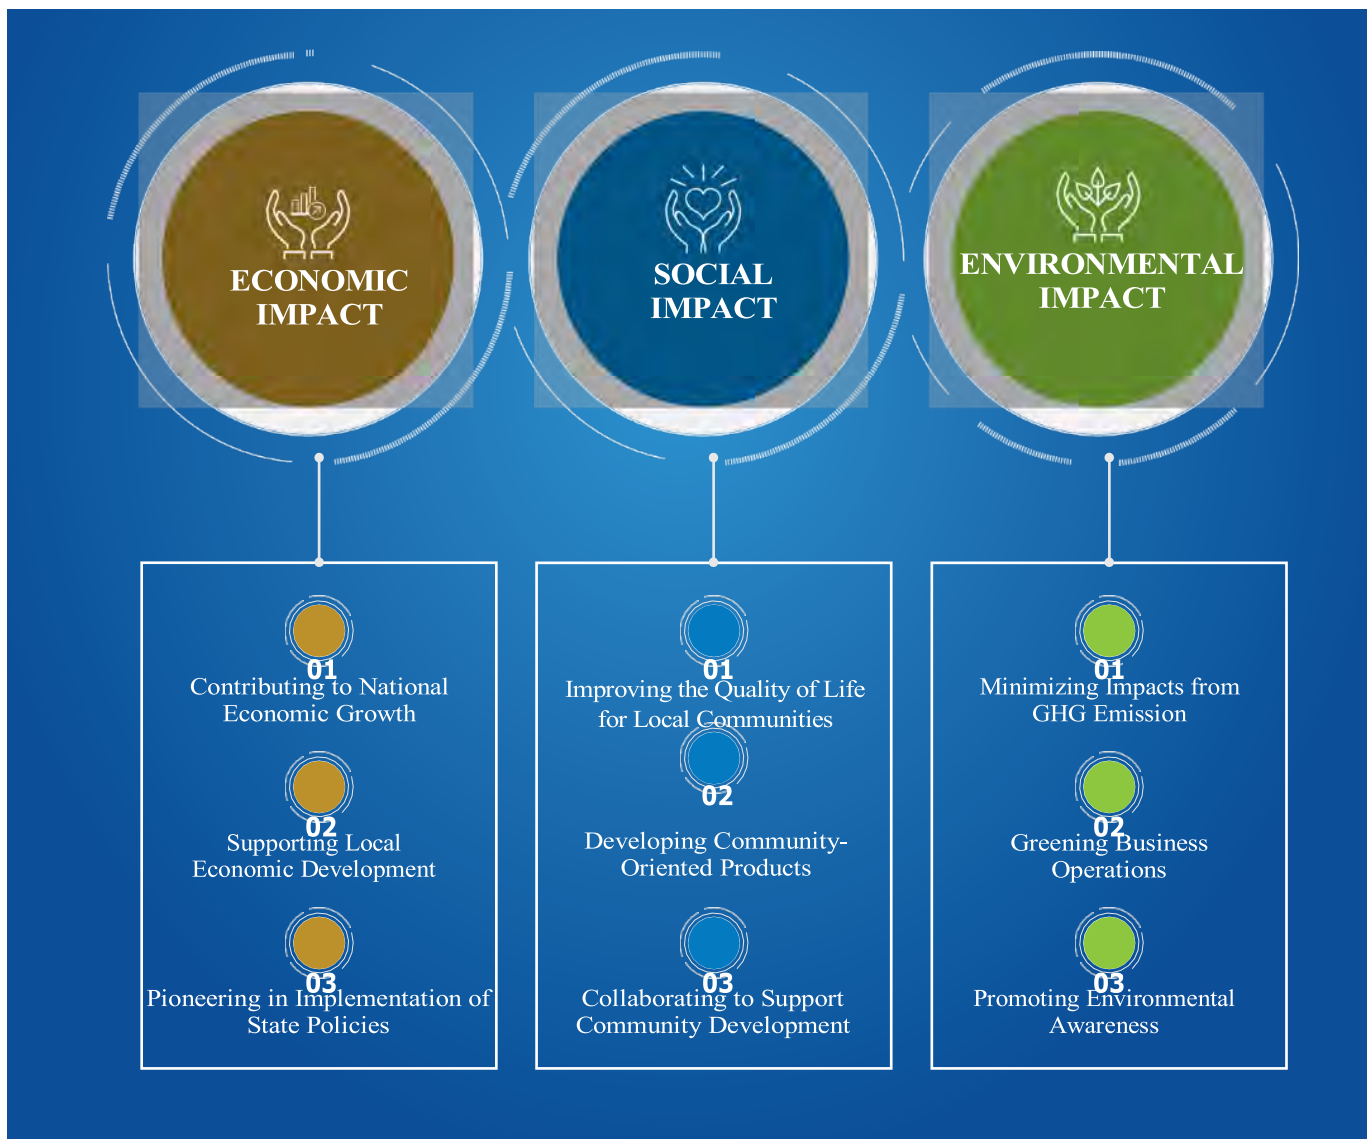 ECONOMIC
IMPACT
01
Contributing to National
Economic Growth
02
Supporting Local
Economic Development
03
Pioneering in Implementation of
State Policies
SOCIAL
IMPACT
01
Improving the Quality of Life
for Local Communities
02
Developing Community-
Oriented Products
03
Collaborating to Support
Community Development
ENVIRONMENTAL
IMPACT
01
Minimizing Impacts from
GHG Emission
02
Greening Business
Operations
03
Promoting Environmental
Awareness